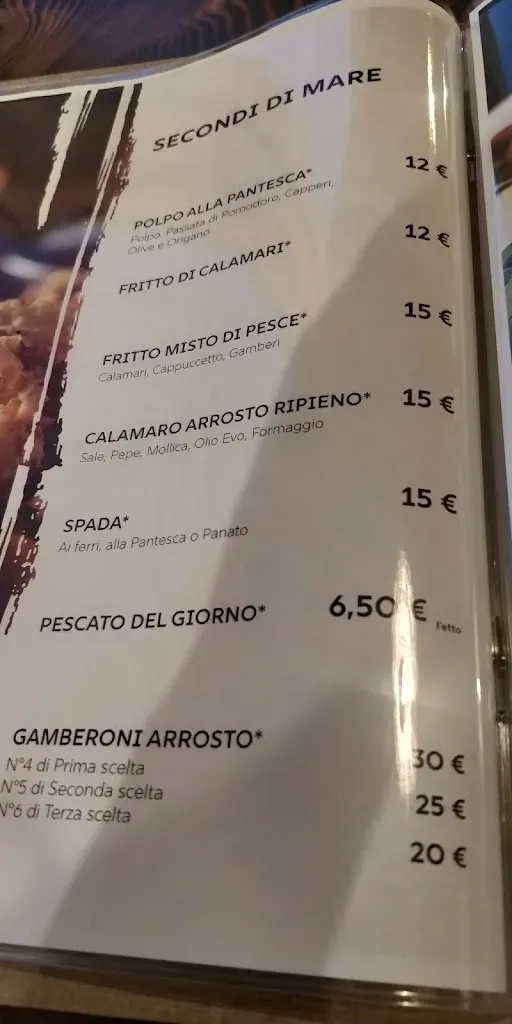 SECONDI DI MARE
POLPO ALLA PANTESCA* 12 €
Polpo, Passata di Pomodoro, Capperi,
Olive e Origano
FRITTO DI CALAMARI* 12 €
FRITTO MISTO DI PESCE* 15 €
Calamari, Cappuccetto, Gamberi
CALAMARO ARROSTO RIPIENO* 15 €
Sale, Pepe, Mollica, Olio Evo, Formaggio
SPADA* 15 €
Ai ferri, alla Pantesca o Panato
PESCATO DEL GIORNO* 6,50 € l'etto
GAMBERONI ARROSTO*
N°4 di Prima scelta 30 €
N°5 di Seconda scelta 25 €
N°6 di Terza scelta 20 €